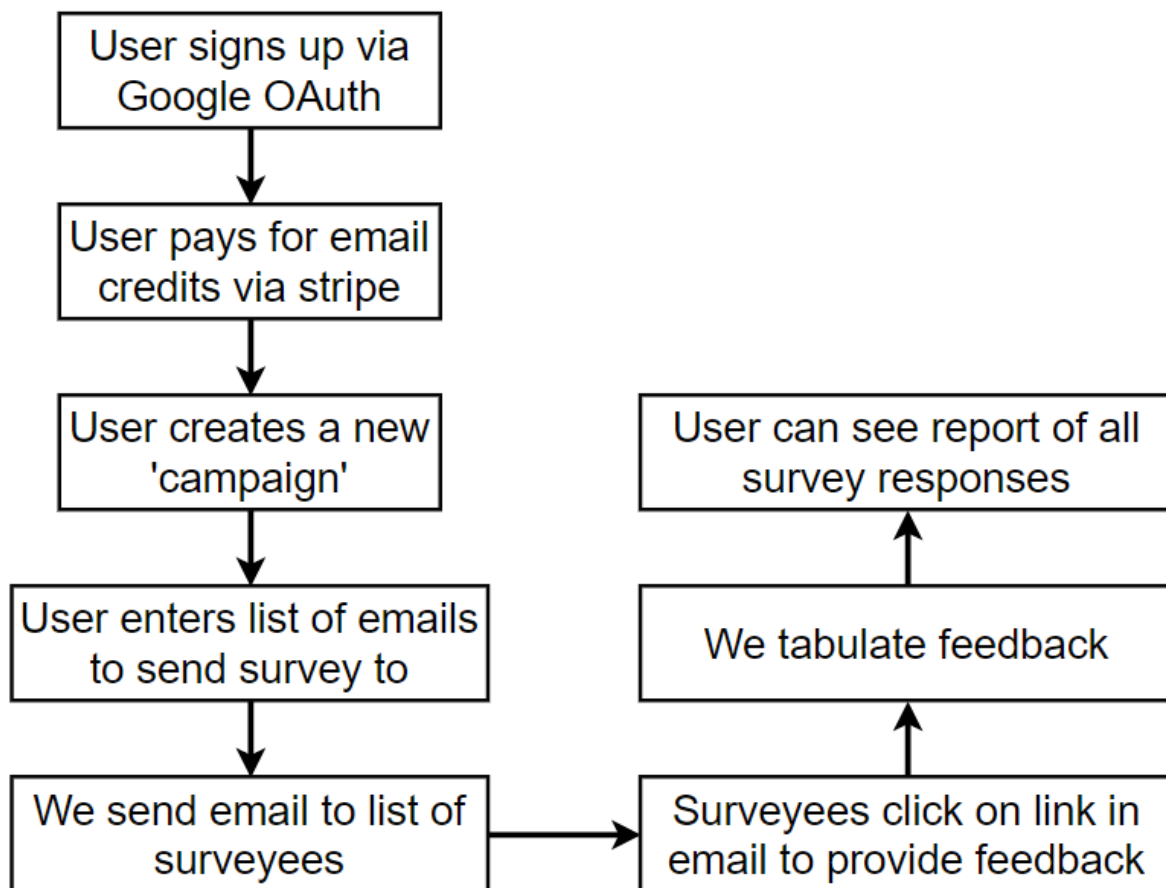 User signs up via
Google OAuth
User pays for email
credits via stripe
User creates a new
'campaign'
User enters list of emails
to send survey to
We send email to list of
surveyees
Surveyees click on link in
email to provide feedback
We tabulate feedback
User can see report of all
survey responses